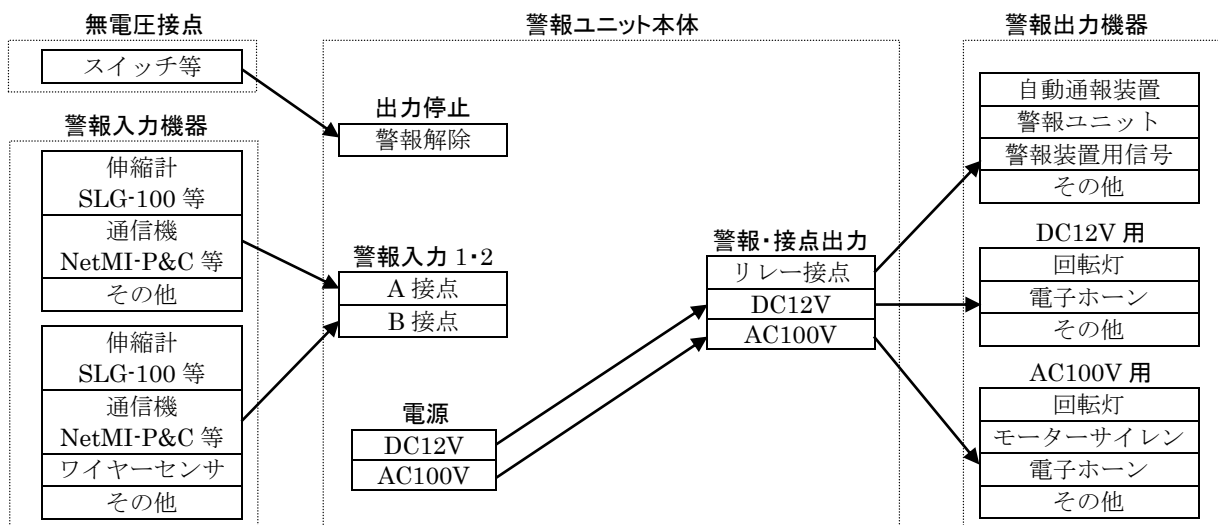 無電圧接点
スイッチ等
警報入力機器
伸縮計
SLG-100 等
通信機
NetMI-P&C 等
その他
伸縮計
SLG-100 等
通信機
NetMI-P&C 等
ワイヤーセンサ
その他
警報ユニット本体
出力停止
警報解除
警報入力 1・2
A 接点
B 接点
電源
DC12V
AC100V
警報・接点出力
リレー接点
DC12V
AC100V
警報出力機器
自動通報装置
警報ユニット
警報装置用信号
その他
DC12V 用
回転灯
電子ホーン
その他
AC100V 用
回転灯
モーターサイレン
電子ホーン
その他